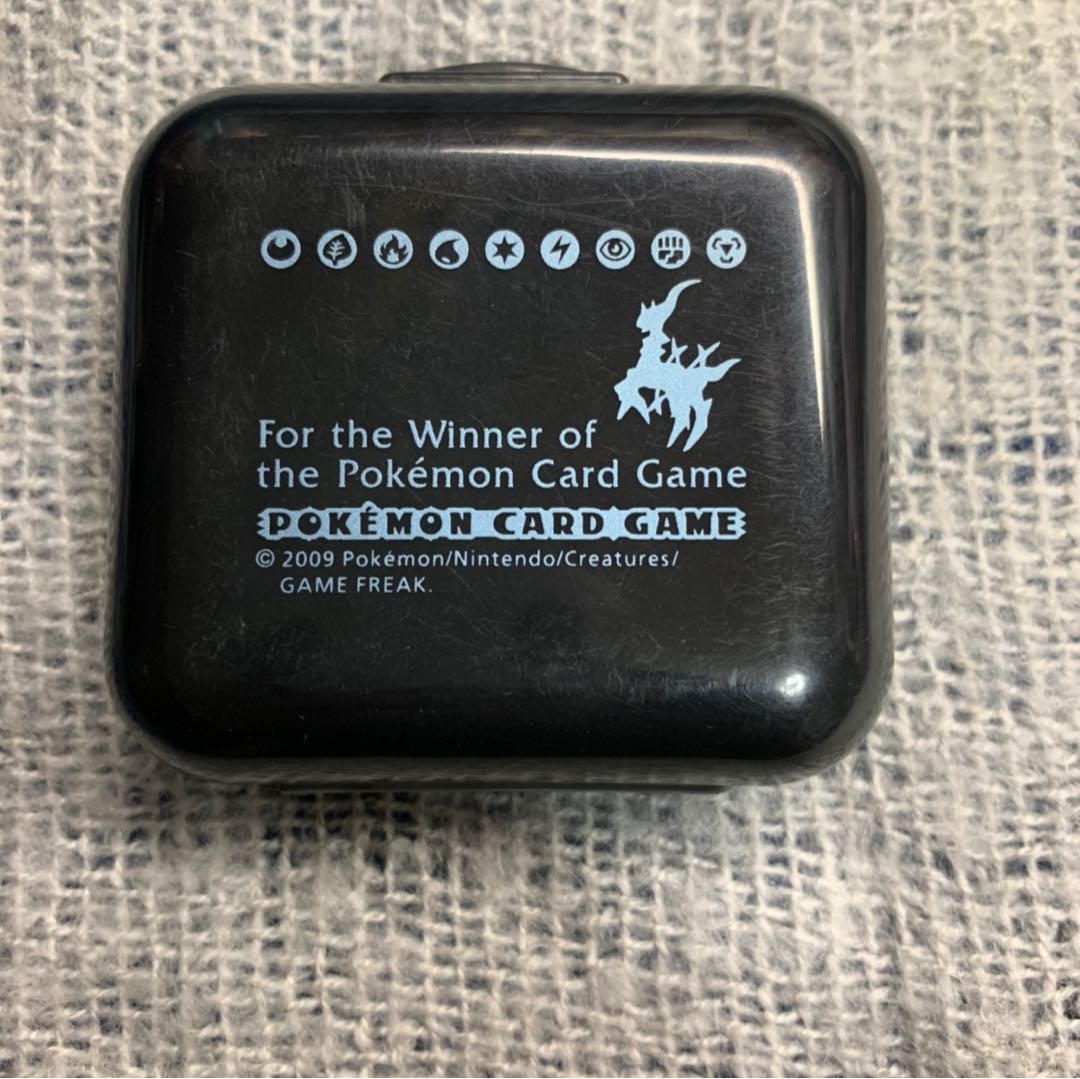 For the Winner of
the Pokémon Card Game
POKÉMON CARD GAME
© 2009 Pokémon/Nintendo/Creatures/
GAME FREAK.